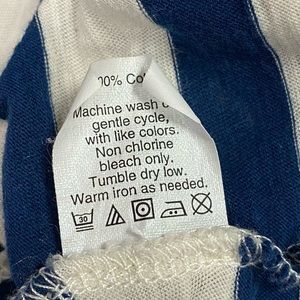 00% Co
Machine wash
gentle cycle,
with like colors.
Non chlorine
bleach only.
Tumble dry low.
Warm iron as needed.
30